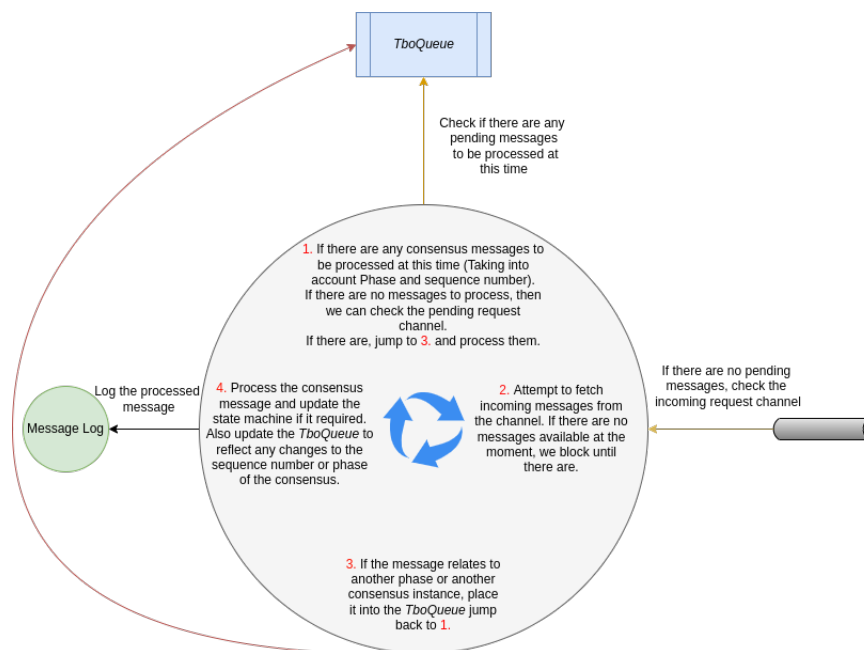 TboQueue
Check if there are any
pending messages
to be processed at
this time
1. If there are any consensus messages to
be processed at this time (Taking into
account Phase and sequence number).
If there are no messages to process, then
we can check the pending request
channel.
If there are, jump to 3. and process them.
If there are no pending
messages, check the
incoming request channel
Log the processed
message
Message Log
4. Process the consensus
message and update the
state machine if it required.
Also update the TboQueue to
reflect any changes to the
sequence number or phase
of the consensus.
2. Attempt to fetch
incoming messages from
the channel. If there are no
messages available at the
moment, we block until
there are.
3. If the message relates to
another phase or another
consensus instance, place
it into the TboQueue jump
back to 1.